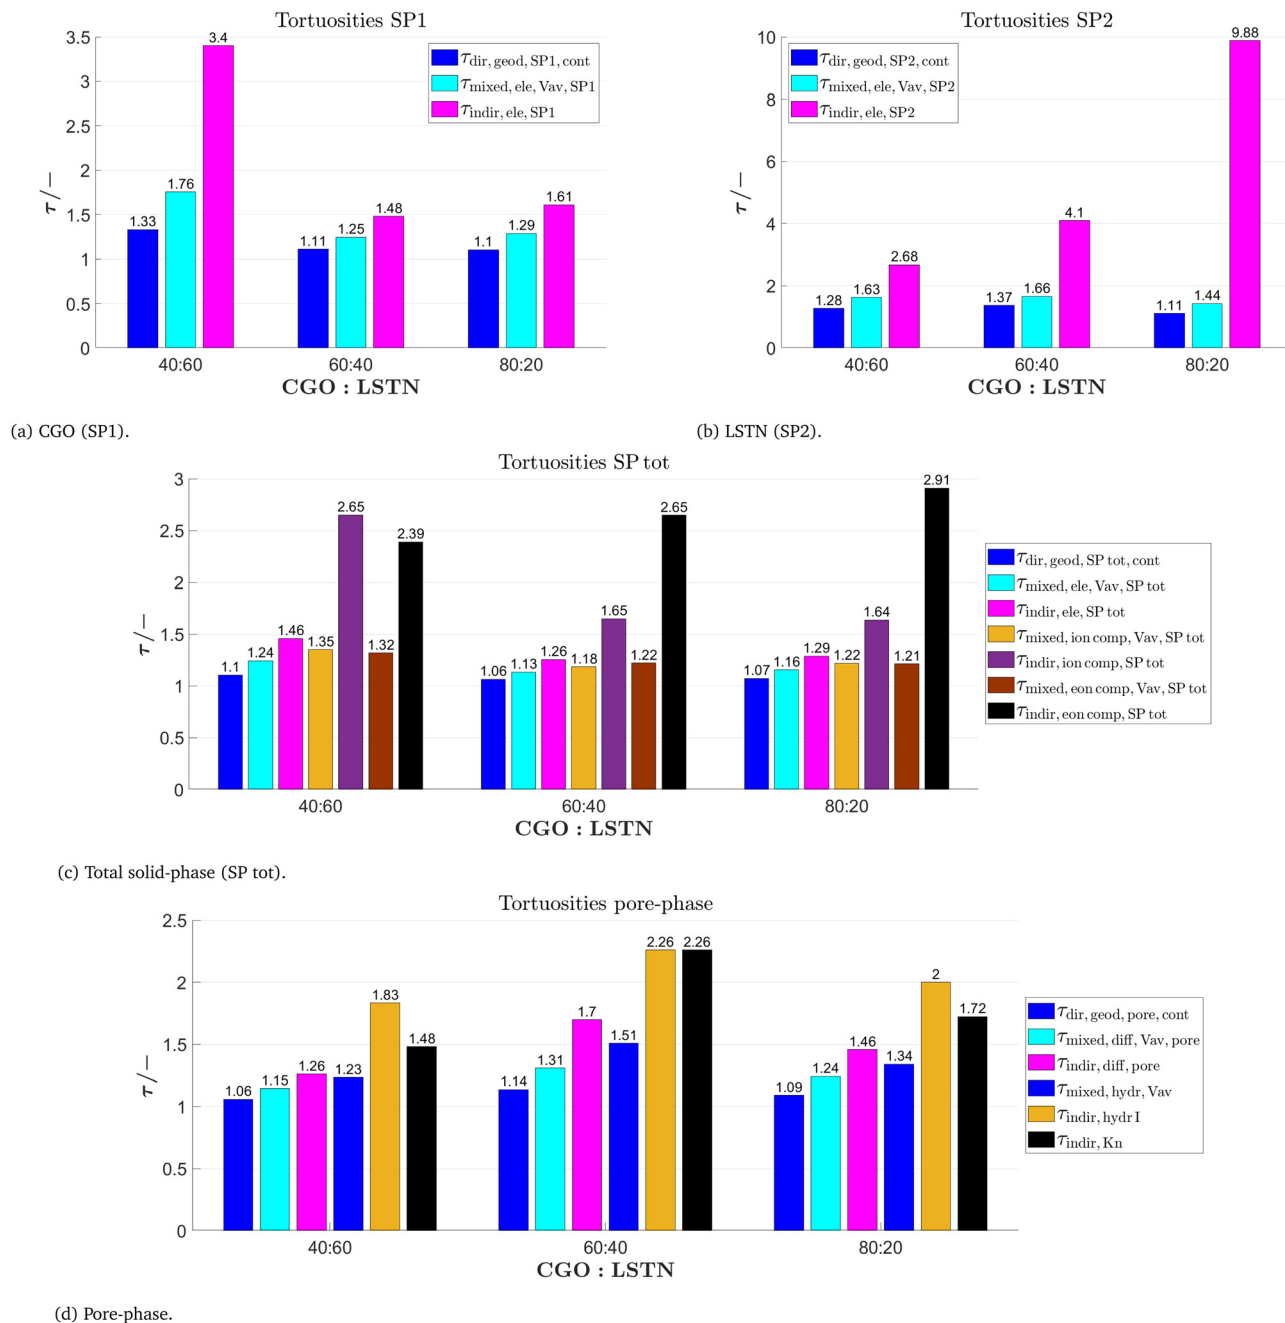 Tortuosities SP1
3.5
3
2.5
2
1.5
1
0.5
0
τ/−
1.33
1.76
3.4
1.11
1.25
1.48
1.1
1.29
1.61
τdir, geod, SP1, cont
τmixed, ele, Vav, SP1
τindir, ele, SP1
40:60
60:40
80:20
CGO : LSTN
(a) CGO (SP1).
Tortuosities SP2
10
8
6
4
2
0
τ/−
1.28
1.63
2.68
1.37
1.66
4.1
1.11
1.44
9.88
τdir, geod, SP2, cont
τmixed, ele, Vav, SP2
τindir, ele, SP2
40:60
60:40
80:20
CGO : LSTN
(b) LSTN (SP2).
Tortuosities SP tot
3
2.5
2
1.5
1
0.5
0
τ/−
1.1
1.24
1.46
1.35
2.65
1.32
2.39
1.06
1.13
1.26
1.18
1.65
1.22
2.65
1.07
1.16
1.29
1.22
1.64
1.21
2.91
τdir, geod, SP tot, cont
τmixed, ele, Vav, SP tot
τindir, ele, SP tot
τmixed, ion comp, Vav, SP tot
τindir, ion comp, SP tot
τmixed, eon comp, Vav, SP tot
τindir, eon comp, SP tot
40:60
60:40
80:20
CGO : LSTN
(c) Total solid-phase (SP tot).
Tortuosities pore-phase
2.5
2
1.5
1
0.5
0
τ/−
1.06
1.15
1.26
1.23
1.83
1.48
1.14
1.31
1.7
1.51
2.26
2.26
1.09
1.24
1.46
1.34
2
1.72
τdir, geod, pore, cont
τmixed, diff, Vav, pore
τindir, diff, pore
τmixed, hydr, Vav
τindir, hydr I
τindir, Kn
40:60
60:40
80:20
CGO : LSTN
(d) Pore-phase.